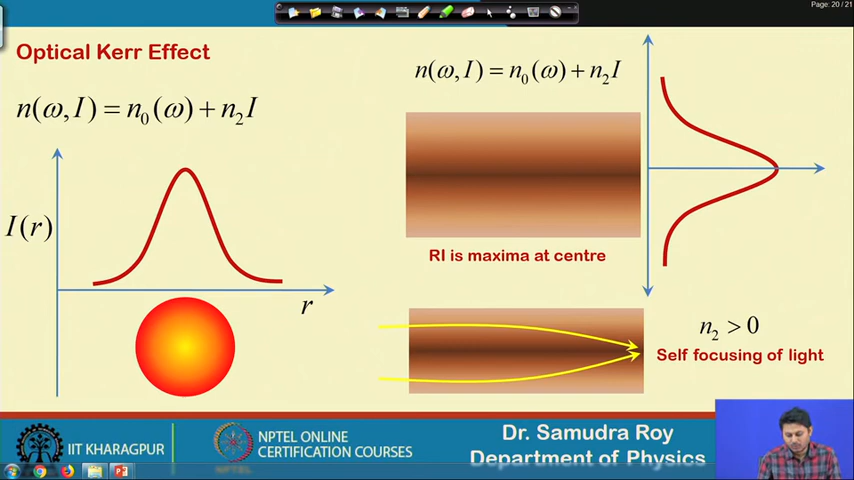 Page: 20 / 21
Optical Kerr Effect
n(ω, I) = n₀(ω) + n₂I
I(r)
r
n(ω, I) = n₀(ω) + n₂I
RI is maxima at centre
n₂ > 0
Self focusing of light
IIT KHARAGPUR
NPTEL
NPTEL ONLINE
CERTIFICATION COURSES
Dr. Samudra Roy
Department of Physics